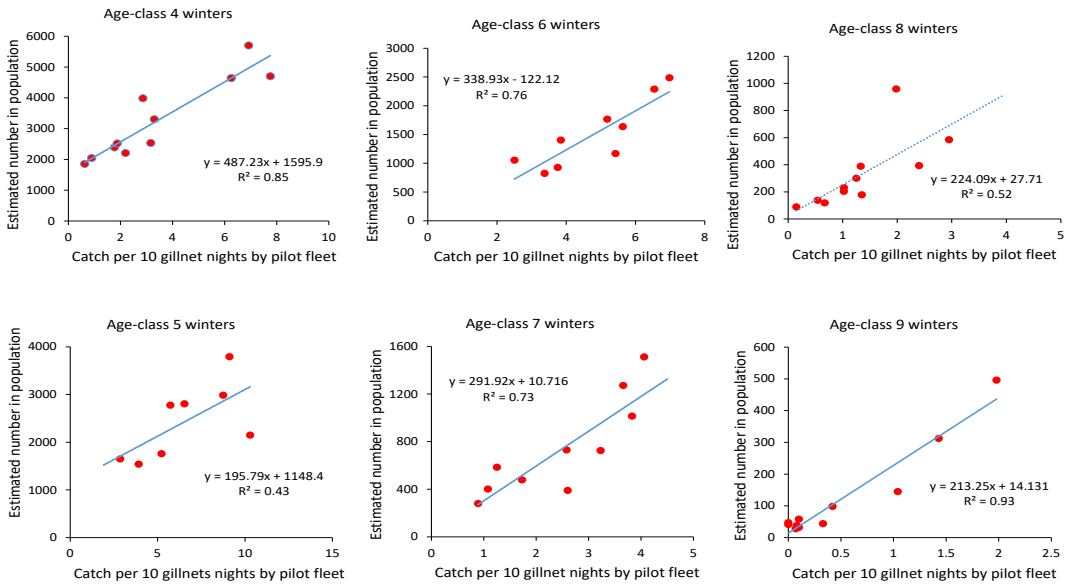 Age-class 4 winters
Estimated number in population
6000
5000
4000
3000
2000
1000
0
y = 487.23x + 1595.9
R² = 0.85
0 2 4 6 8 10
Catch per 10 gillnet nights by pilot fleet
Age-class 6 winters
Estimated number in population
3000
2500
2000
1500
1000
500
0
y = 338.93x - 122.12
R² = 0.76
0 2 4 6 8
Catch per 10 gillnet nights by pilot fleet
Age-class 8 winters
Estimated number in population
1200
1000
800
600
400
200
0
y = 224.09x + 27.71
R² = 0.52
0 1 2 3 4 5
Catch per 10 gillnet nights by pilot fleet
Age-class 5 winters
Estimated number in population
4000
3000
2000
1000
0
y = 195.79x + 1148.4
R² = 0.43
0 5 10 15
Catch per 10 gillnets nights by pilot fleet
Age-class 7 winters
Estimated number in population
1600
1200
800
400
0
y = 291.92x + 10.716
R² = 0.73
0 1 2 3 4 5
Catch per 10 gillnets nights by pilot fleet
Age-class 9 winters
Estimated number in population
600
500
400
300
200
100
0
y = 213.25x + 14.131
R² = 0.93
0 0.5 1 1.5 2 2.5
Catch per 10 gillnet nights by pilot fleet